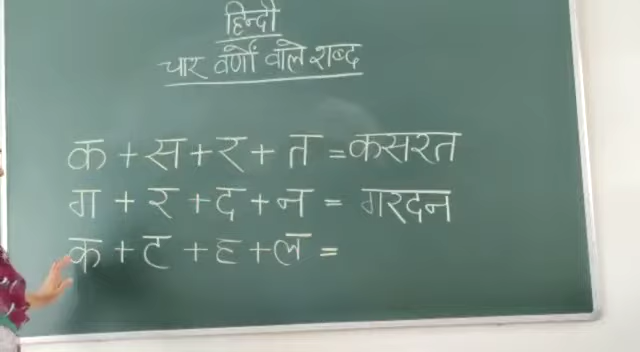 हिन्दी
चार वर्णों वाले शब्द
क + स + र + त = कसरत
ग + र + द + न = गरदन
क + ट + ह + ल =